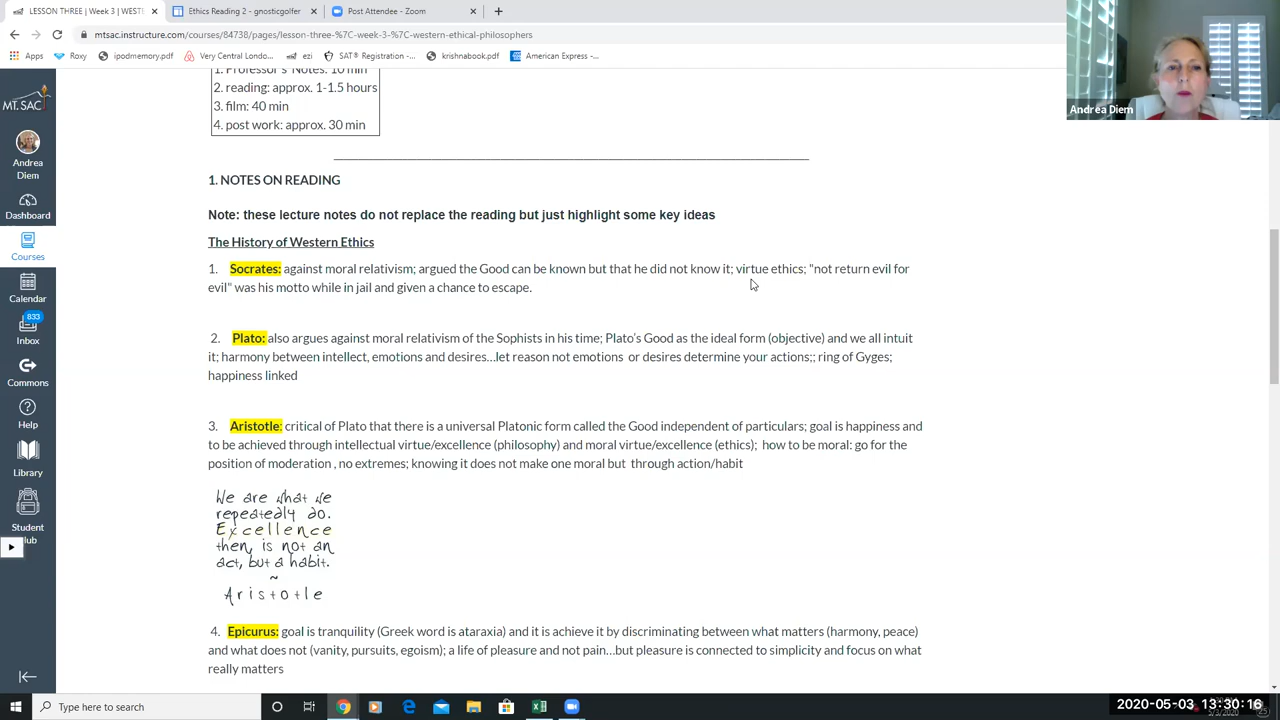 LESSON THREE | Week 3 | WEST
Ethics Reading 2 - gnosticgolfer
Post Attendee - Zoom
mtsac.instructure.com/courses/84738/pages/lesson-three-%7C-week-3-%7C-western-ethical-philosop
Apps
Roxy
ipodmemory.pdf
Very Central London...
ezi
SAT® Registration -...
krishnabook.pdf
American Express -...
MT. SAC
Andrea
Diem
Dashboard
Courses
Calendar
833
Inbox
Commons
Help
Library
Student
lub
1. Professor's Notes: 10 min
2. reading: approx. 1-1.5 hours
3. film: 40 min
4. post work: approx. 30 min
1. NOTES ON READING
Note: these lecture notes do not replace the reading but just highlight some key ideas
The History of Western Ethics
1. Socrates: against moral relativism; argued the Good can be known but that he did not know it; virtue ethics; "not return evil for
evil" was his motto while in jail and given a chance to escape.
2. Plato: also argues against moral relativism of the Sophists in his time; Plato's Good as the ideal form (objective) and we all intuit
it; harmony between intellect, emotions and desires...let reason not emotions or desires determine your actions;; ring of Gyges;
happiness linked
3. Aristotle: critical of Plato that there is a universal Platonic form called the Good independent of particulars; goal is happiness and
to be achieved through intellectual virtue/excellence (philosophy) and moral virtue/excellence (ethics); how to be moral: go for the
position of moderation , no extremes; knowing it does not make one moral but through action/habit
We are what we
repeatedly do.
Excellence
then, is not an
act, but a habit.
~
Aristotle
4. Epicurus: goal is tranquility (Greek word is ataraxia) and it is achieve it by discriminating between what matters (harmony, peace)
and what does not (vanity, pursuits, egoism); a life of pleasure and not pain...but pleasure is connected to simplicity and focus on what
really matters
Andrea Diem
Type here to search
2020-05-03 13:30:16